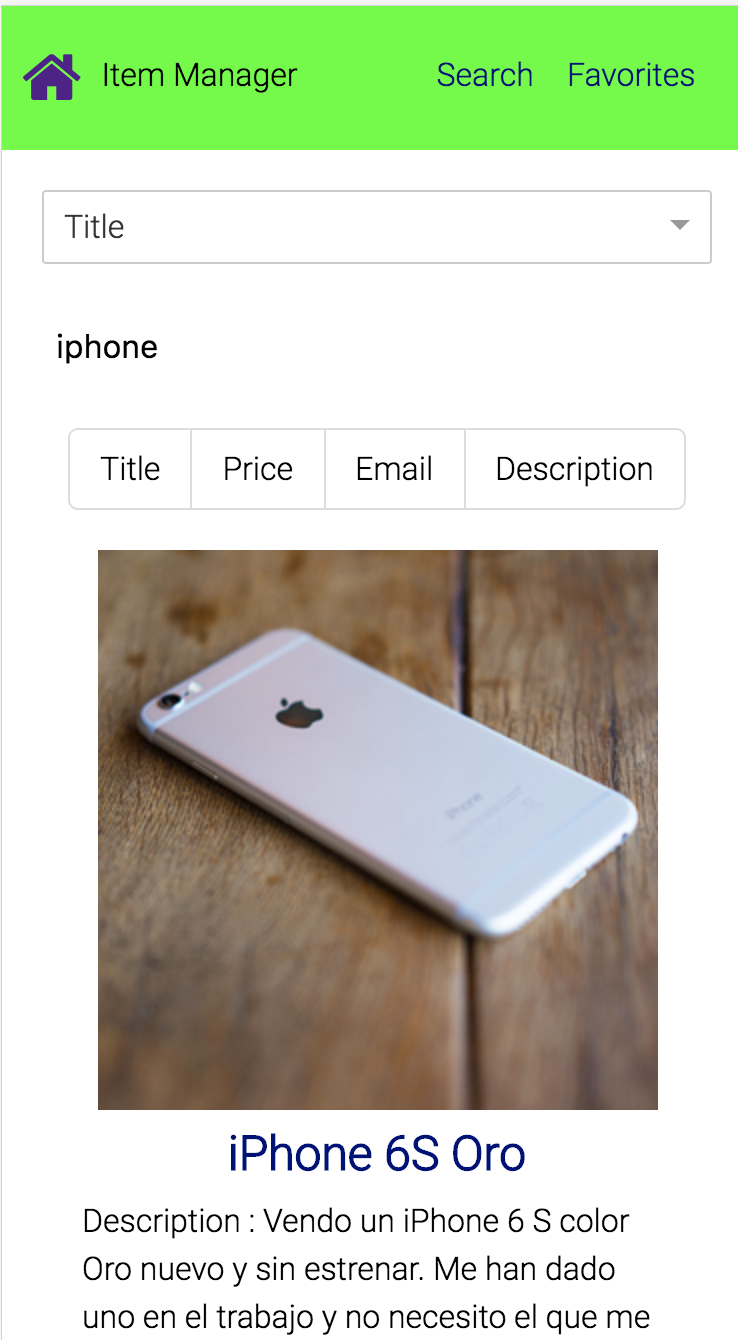 Item Manager Search Favorites
Title
iphone
Title Price Email Description
iPhone
iPhone 6S Oro
Description : Vendo un iPhone 6 S color
Oro nuevo y sin estrenar. Me han dado
uno en el trabajo y no necesito el que me